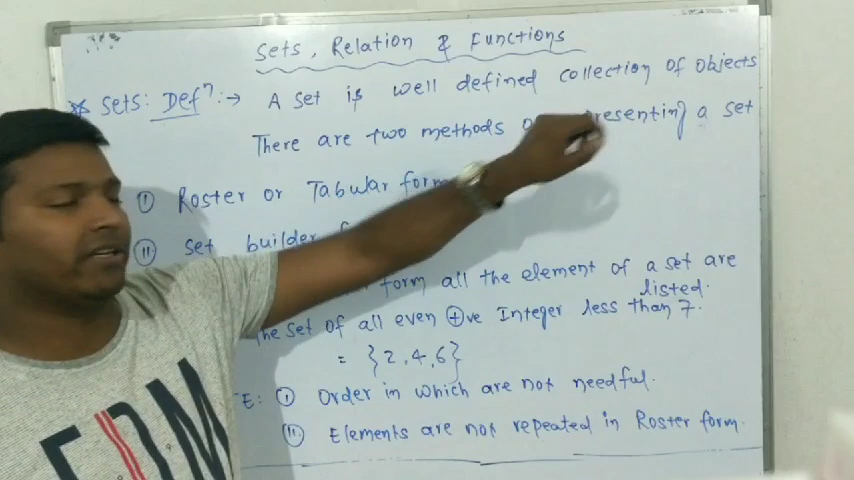 Sets, Relation & Functions
Sets: Defⁿ :→ A set is well defined collection of objects
There are two methods presenting a set
(i) Roster or Tabular form
(ii) set builder
form all the element of a set are
listed.
The set of all even (+)ve Integer less than 7.
= {2,4,6}
TE: (i) Order in which are not needful.
(ii) Elements are not repeated in Roster form.